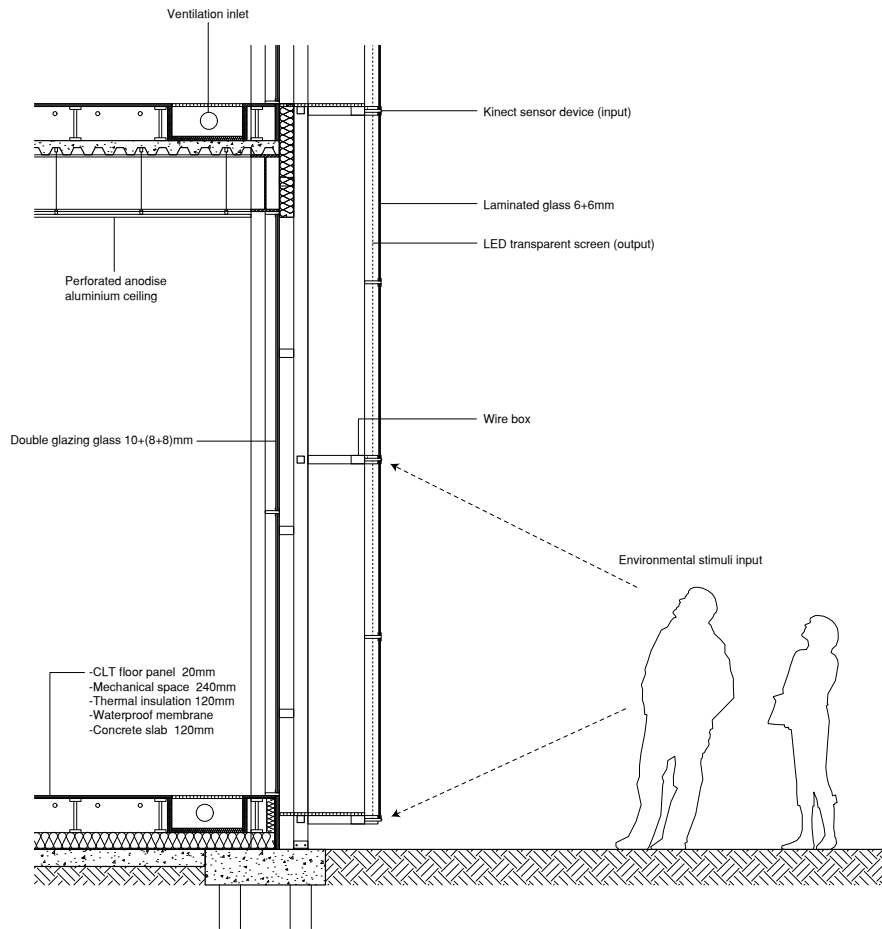 Ventilation inlet
Kinect sensor device (input)
Laminated glass 6+6mm
LED transparent screen (output)
Perforated anodise
aluminium ceiling
Wire box
Double glazing glass 10+(8+8)mm
Environmental stimuli input
-CLT floor panel  20mm
-Mechanical space  240mm
-Thermal insulation 120mm
-Waterproof membrane
-Concrete slab  120mm